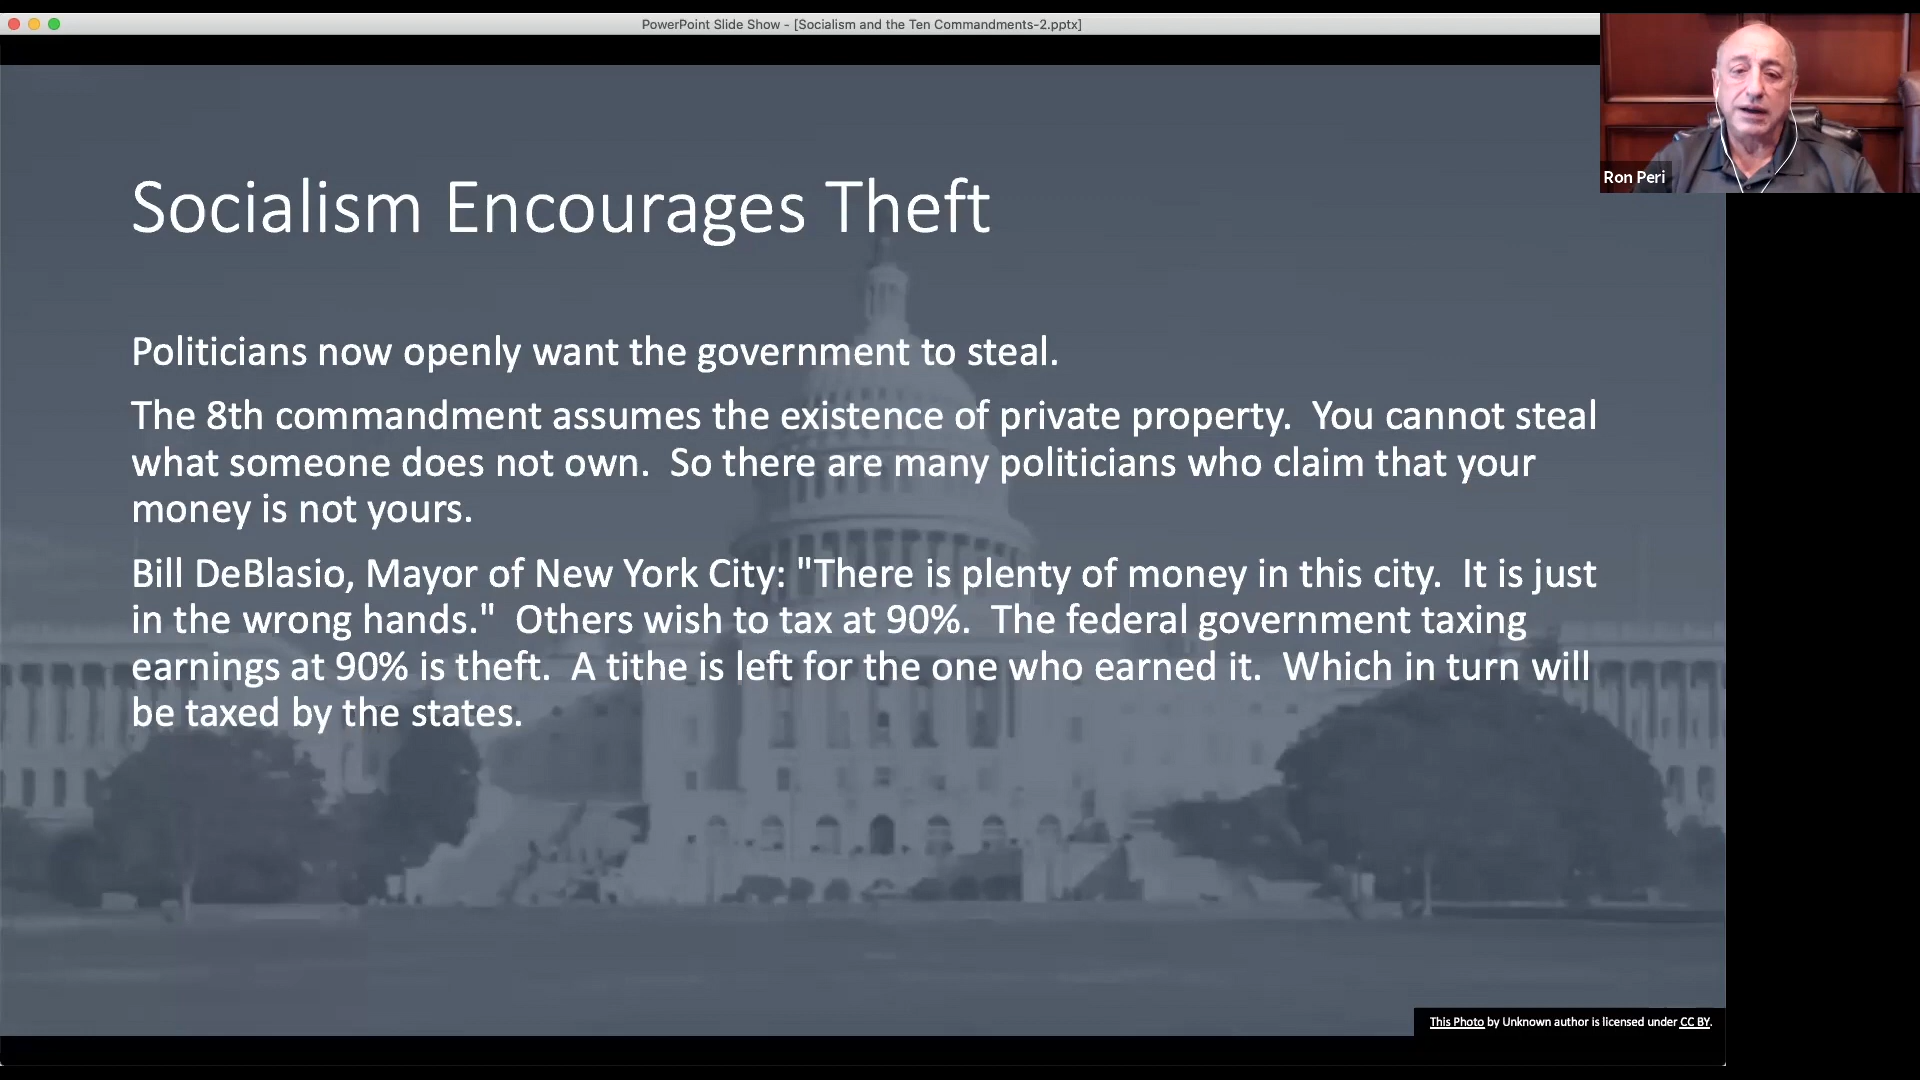 PowerPoint Slide Show - [Socialism and the Ten Commandments-2.pptx]
Ron Peri
Socialism Encourages Theft
Politicians now openly want the government to steal.
The 8th commandment assumes the existence of private property.  You cannot steal
what someone does not own.  So there are many politicians who claim that your
money is not yours.
Bill DeBlasio, Mayor of New York City: "There is plenty of money in this city.  It is just
in the wrong hands."  Others wish to tax at 90%.  The federal government taxing
earnings at 90% is theft.  A tithe is left for the one who earned it.  Which in turn will
be taxed by the states.
This Photo by Unknown author is licensed under CC BY.